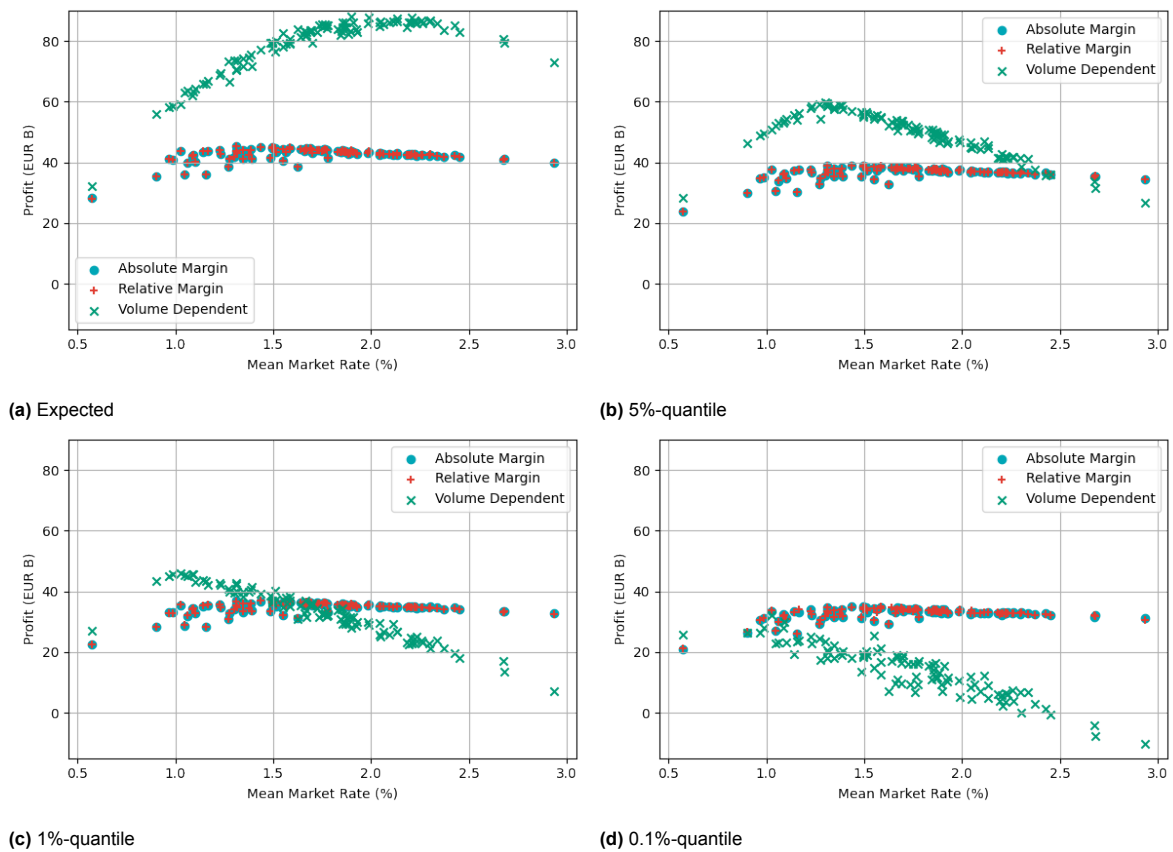 80
60
40
20
0
Profit (EUR B)
Absolute Margin
Relative Margin
Volume Dependent
0.5 1.0 1.5 2.0 2.5 3.0
Mean Market Rate (%)
(a) Expected
80
60
40
20
0
Profit (EUR B)
Absolute Margin
Relative Margin
Volume Dependent
0.5 1.0 1.5 2.0 2.5 3.0
Mean Market Rate (%)
(b) 5%-quantile
80
60
40
20
0
Profit (EUR B)
Absolute Margin
Relative Margin
Volume Dependent
0.5 1.0 1.5 2.0 2.5 3.0
Mean Market Rate (%)
(c) 1%-quantile
80
60
40
20
0
Profit (EUR B)
Absolute Margin
Relative Margin
Volume Dependent
0.5 1.0 1.5 2.0 2.5 3.0
Mean Market Rate (%)
(d) 0.1%-quantile